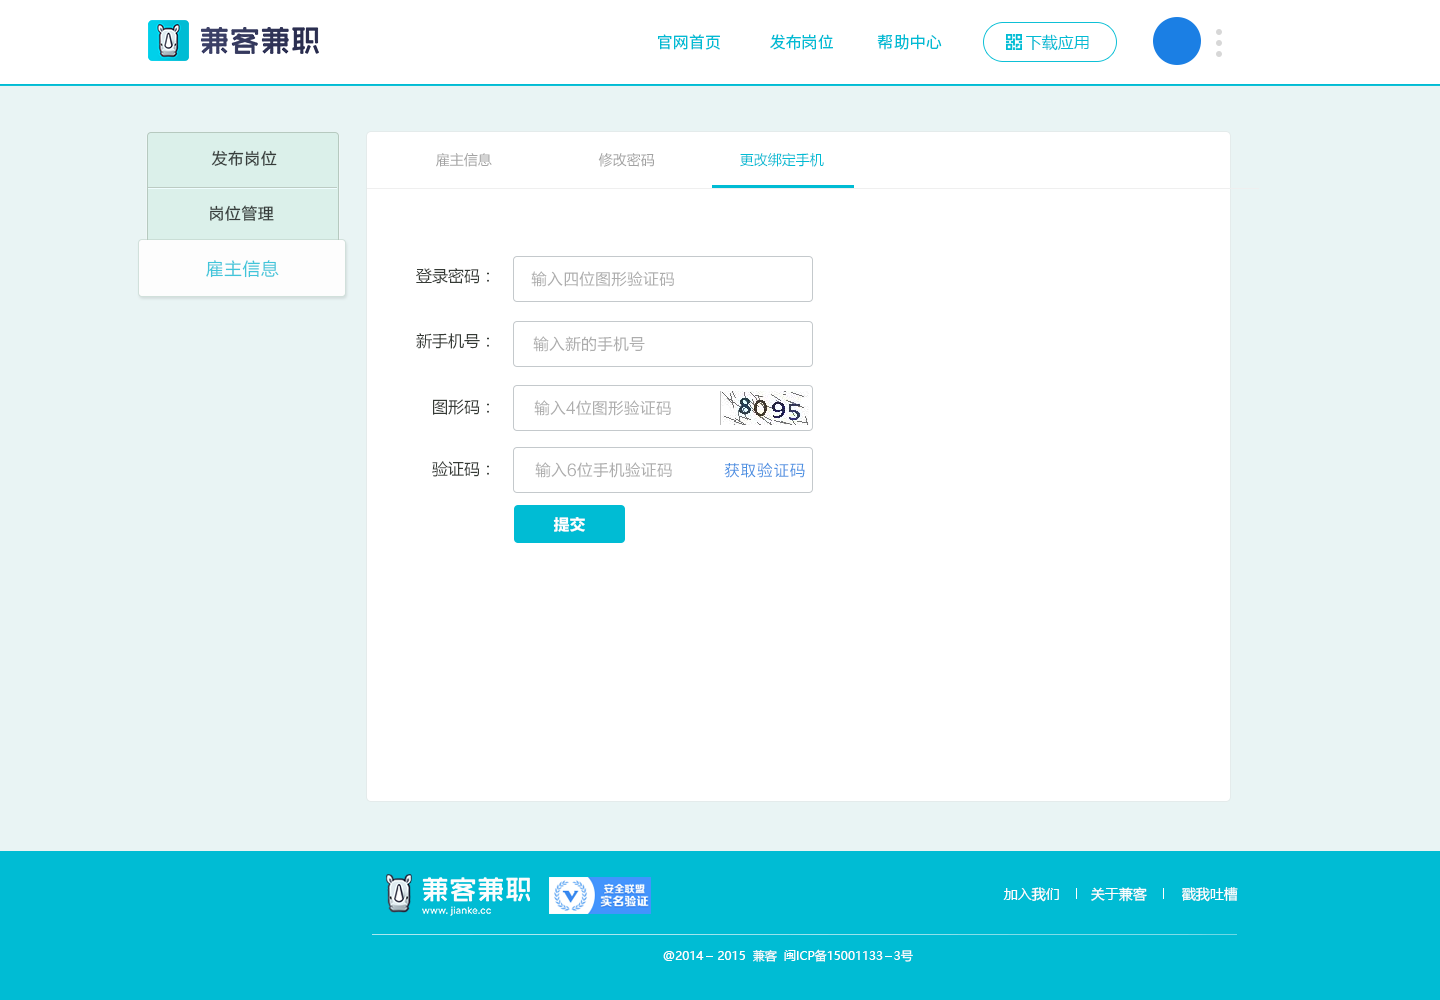 兼客兼职
官网首页
发布岗位
帮助中心
下载应用
发布岗位
岗位管理
雇主信息
雇主信息
修改密码
更改绑定手机
登录密码：
输入四位图形验证码
新手机号：
输入新的手机号
图形码：
输入4位图形验证码
8095
验证码：
输入6位手机验证码
获取验证码
提交
兼客兼职
www.jianke.cc
安全联盟
实名验证
加入我们
关于兼客
戳我吐槽
@2014－2015 兼客 闽ICP备15001133－3号